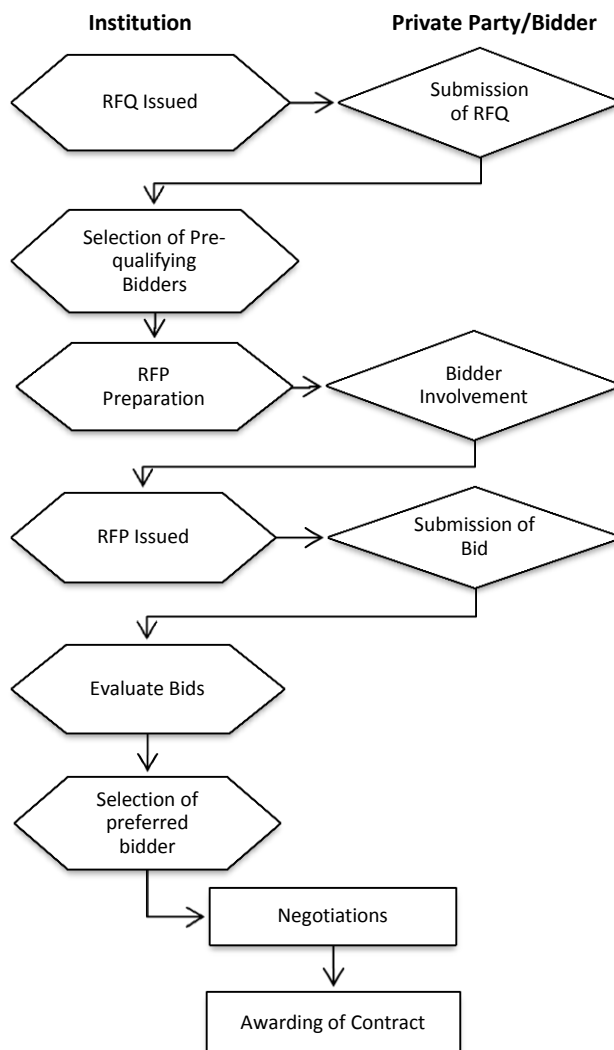 Institution
Private Party/Bidder
RFQ Issued
Submission
of RFQ
Selection of Pre-
qualifying
Bidders
RFP
Preparation
Bidder
Involvement
RFP Issued
Submission of
Bid
Evaluate Bids
Selection of
preferred
bidder
Negotiations
Awarding of Contract